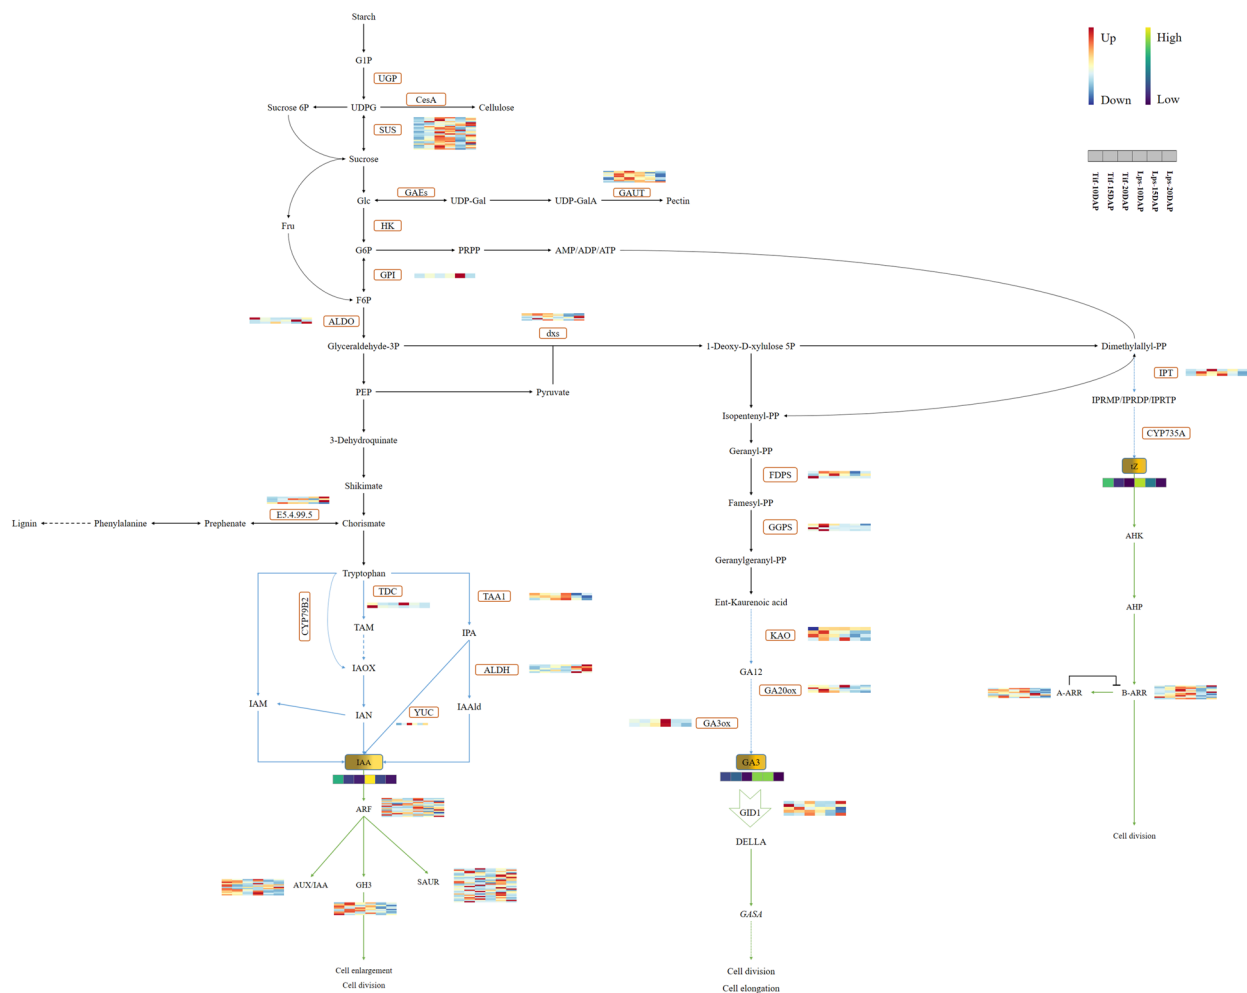 Starch
Up
High
G1P
UGP
Down
Low
CesA
Sucrose 6P
UDPG
Cellulose
SUS
Sucrose
Tif-10DAP
TIf-15DAP
TIf-20DAP
Lps-10DAP
Lps-15DAP
Lps-20DAP
GAEs
GAUT
Glc
UDP-Gal
UDP-GalA
Pectin
Fru
HK
G6P
PRPP
AMP/ADP/ATP
GPI
F6P
ALDO
dxs
Glyceraldehyde-3P
1-Deoxy-D-xylulose 5P
Dimethylallyl-PP
IPT
PEP
Pyruvate
IPRMP/IPRDP/IPRTP
Isopentenyl-PP
CYP735A
3-Dehydroquinate
Geranyl-PP
tZ
FDPS
Shikimate
Famesyl-PP
E5.4.99.5
Lignin
Phenylalanine
Prephenate
Chorismate
GGPS
AHK
Geranylgeranyl-PP
Tryptophan
TDC
TAA1
Ent-Kaurenoic acid
CYP79B2
AHP
TAM
IPA
KAO
IAOX
ALDH
GA12
GA20ox
A-ARR
B-ARR
IAM
IAN
YUC
IAAld
GA3ox
IAA
GA3
ARF
GID1
DELLA
Cell division
AUX/IAA
GH3
SAUR
GASA
Cell enlargement
Cell division
Cell division
Cell elongation